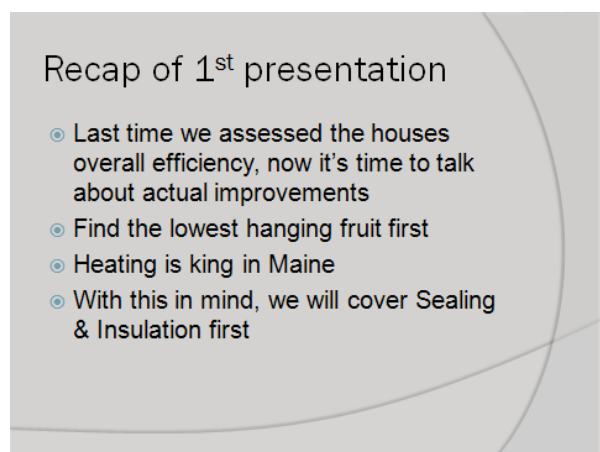 Recap of 1st presentation
Last time we assessed the houses
overall efficiency, now it's time to talk
about actual improvements
Find the lowest hanging fruit first
Heating is king in Maine
With this in mind, we will cover Sealing
& Insulation first